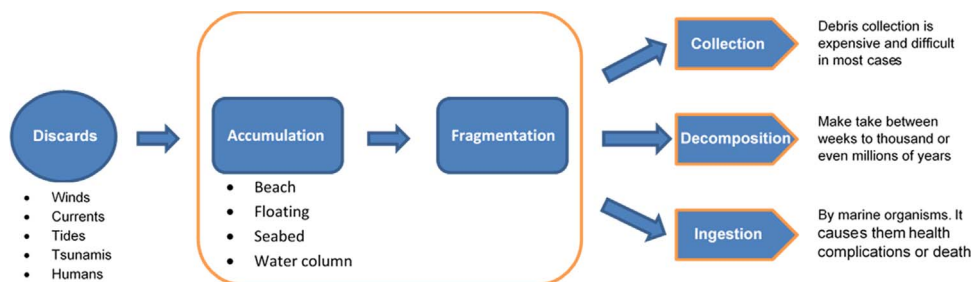 Discards
• Winds
• Currents
• Tides
• Tsunamis
• Humans
Accumulation
• Beach
• Floating
• Seabed
• Water column
Fragmentation
Collection
Debris collection is
expensive and difficult
in most cases
Decomposition
Make take between
weeks to thousand or
even millions of years
Ingestion
By marine organisms. It
causes them health
complications or death